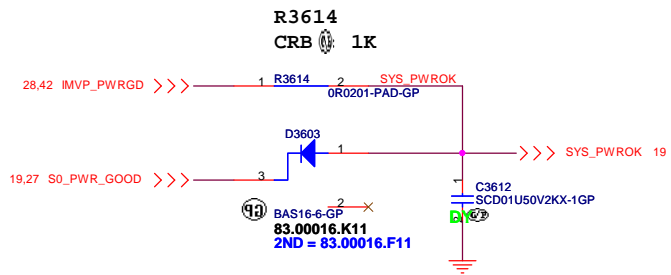 R3614
CRB 1K
28,42 IMVP_PWRGD
1 R3614 2 SYS_PWROK
0R0201-PAD-GP
D3603
1
SYS_PWROK 19
19,27 S0_PWR_GOOD
3
1
C3612
SCD01U50V2KX-1GP
2
BAS16-6-GP
DY
83.00016.K11
2ND = 83.00016.F11